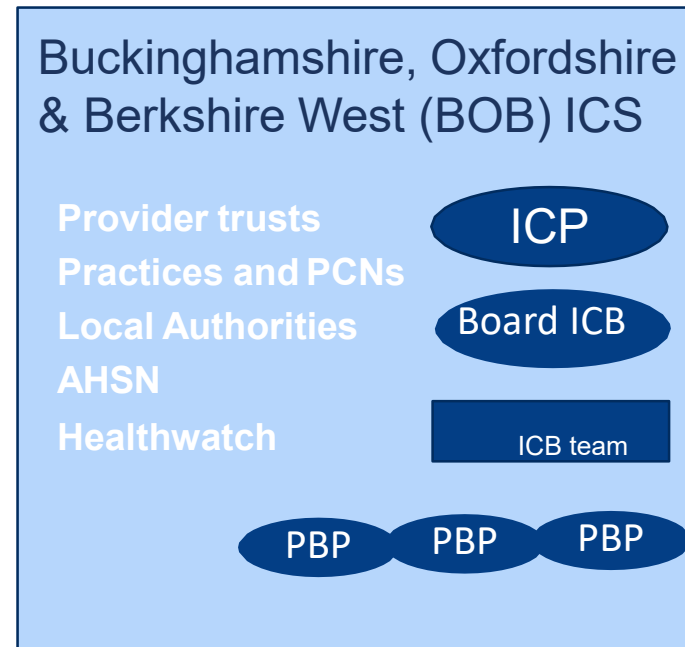 Buckinghamshire, Oxfordshire
& Berkshire West (BOB) ICS
Provider trusts
ICP
Practices and PCNs
Local Authorities
Board ICB
AHSN
Healthwatch
ICB team
PBP
PBP
PBP